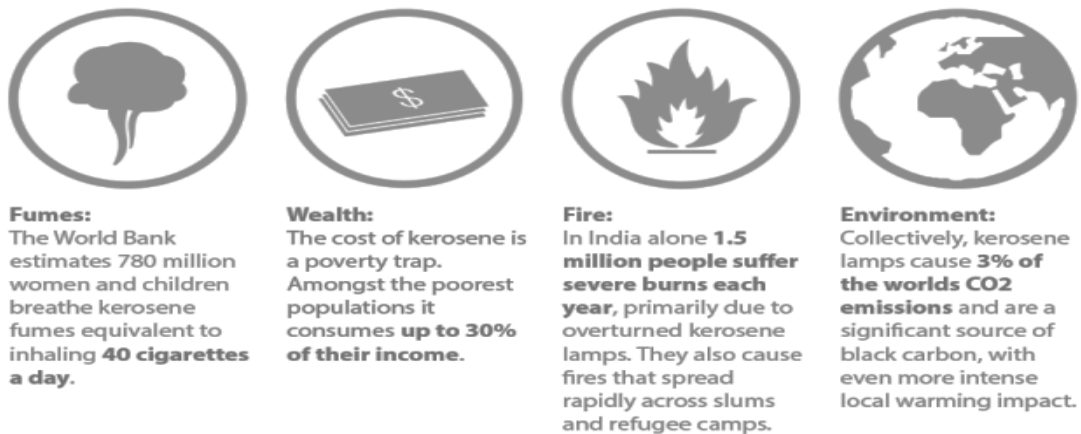 $
Fumes:
The World Bank
estimates 780 million
women and children
breathe kerosene
fumes equivalent to
inhaling 40 cigarettes
a day.
Wealth:
The cost of kerosene is
a poverty trap.
Amongst the poorest
populations it
consumes up to 30%
of their income.
Fire:
In India alone 1.5
million people suffer
severe burns each
year, primarily due to
overturned kerosene
lamps. They also cause
fires that spread
rapidly across slums
and refugee camps.
Environment:
Collectively, kerosene
lamps cause 3% of
the worlds CO2
emissions and are a
significant source of
black carbon, with
even more intense
local warming impact.